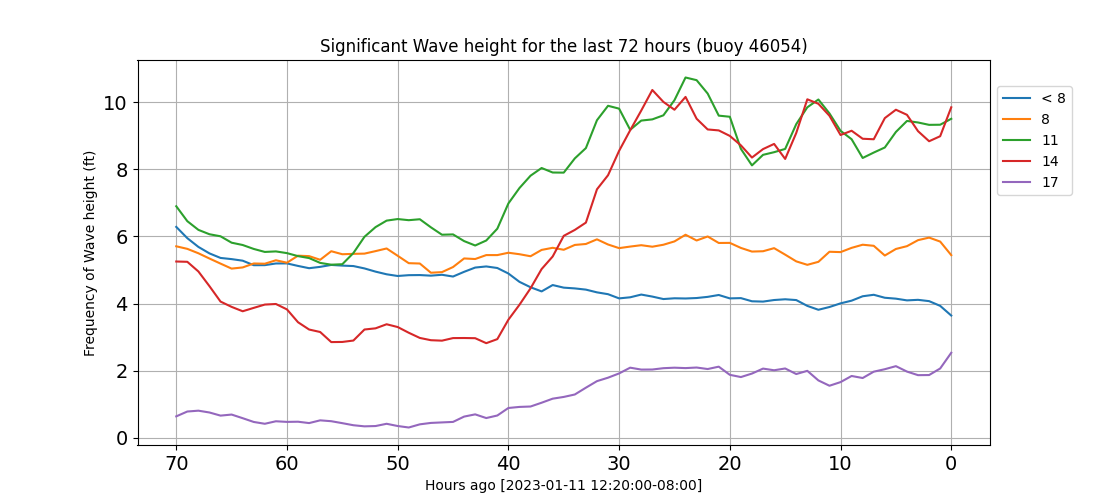 Significant Wave height for the last 72 hours (buoy 46054)
Frequency of Wave height (ft)
10
8
6
4
2
0
70 60 50 40 30 20 10 0
Hours ago [2023-01-11 12:20:00-08:00]
< 8
8
11
14
17